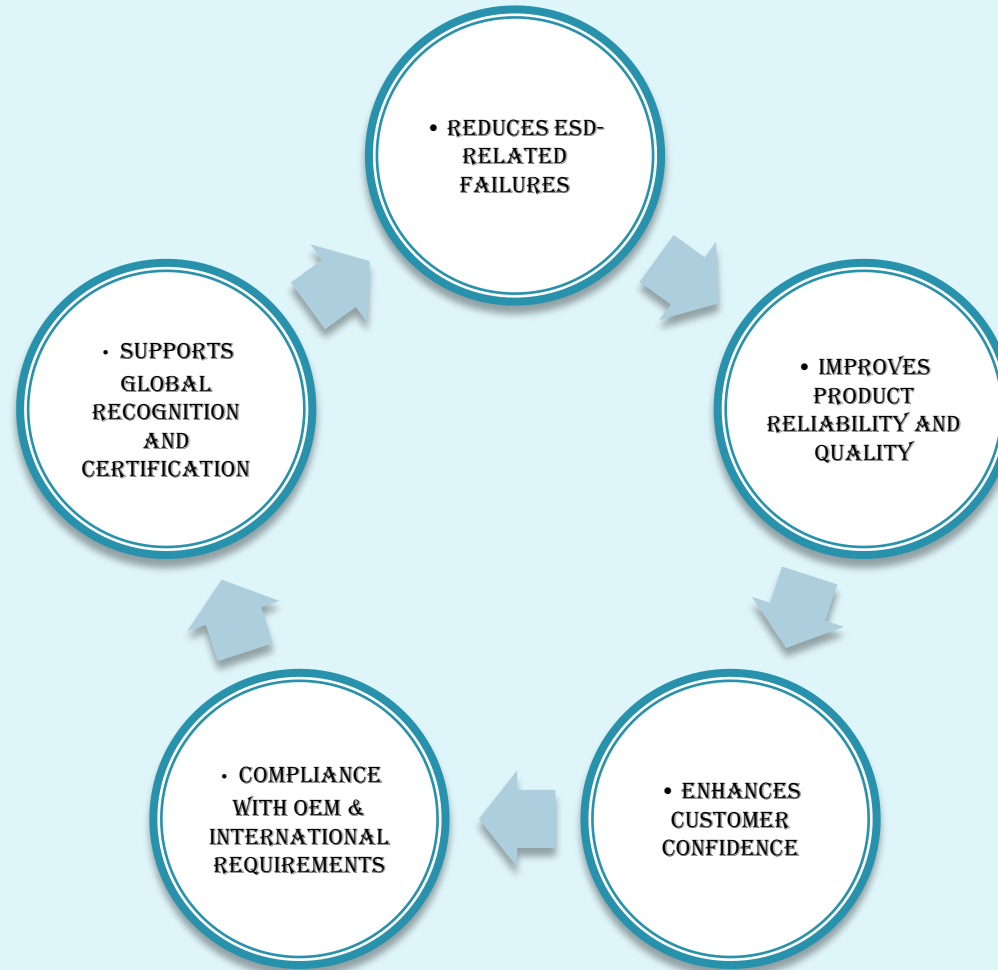 • REDUCES ESD-
RELATED
FAILURES
• IMPROVES
PRODUCT
RELIABILITY AND
QUALITY
• ENHANCES
CUSTOMER
CONFIDENCE
• COMPLIANCE
WITH OEM &
INTERNATIONAL
REQUIREMENTS
• SUPPORTS
GLOBAL
RECOGNITION
AND
CERTIFICATION